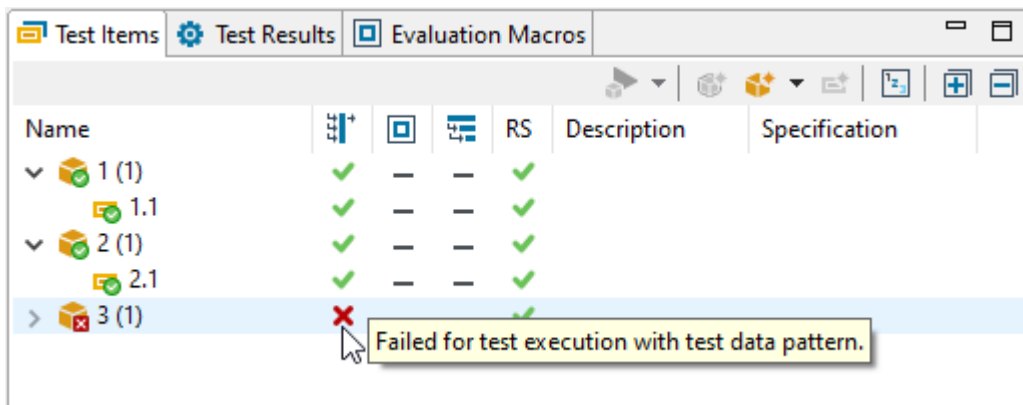 Test Items Test Results Evaluation Macros
Name RS Description Specification
1 (1)
1.1
2 (1)
2.1
3 (1)
Failed for test execution with test data pattern.